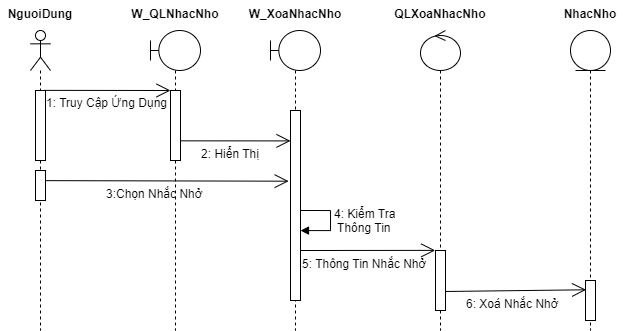 NguoiDung
W_QLNhacNho
W_XoaNhacNho
QLXoaNhacNho
NhacNho
1: Truy Cập Ứng Dụng
2: Hiển Thị
3:Chọn Nhắc Nhở
4: Kiểm Tra
Thông Tin
5: Thông Tin Nhắc Nhở
6: Xoá Nhắc Nhở